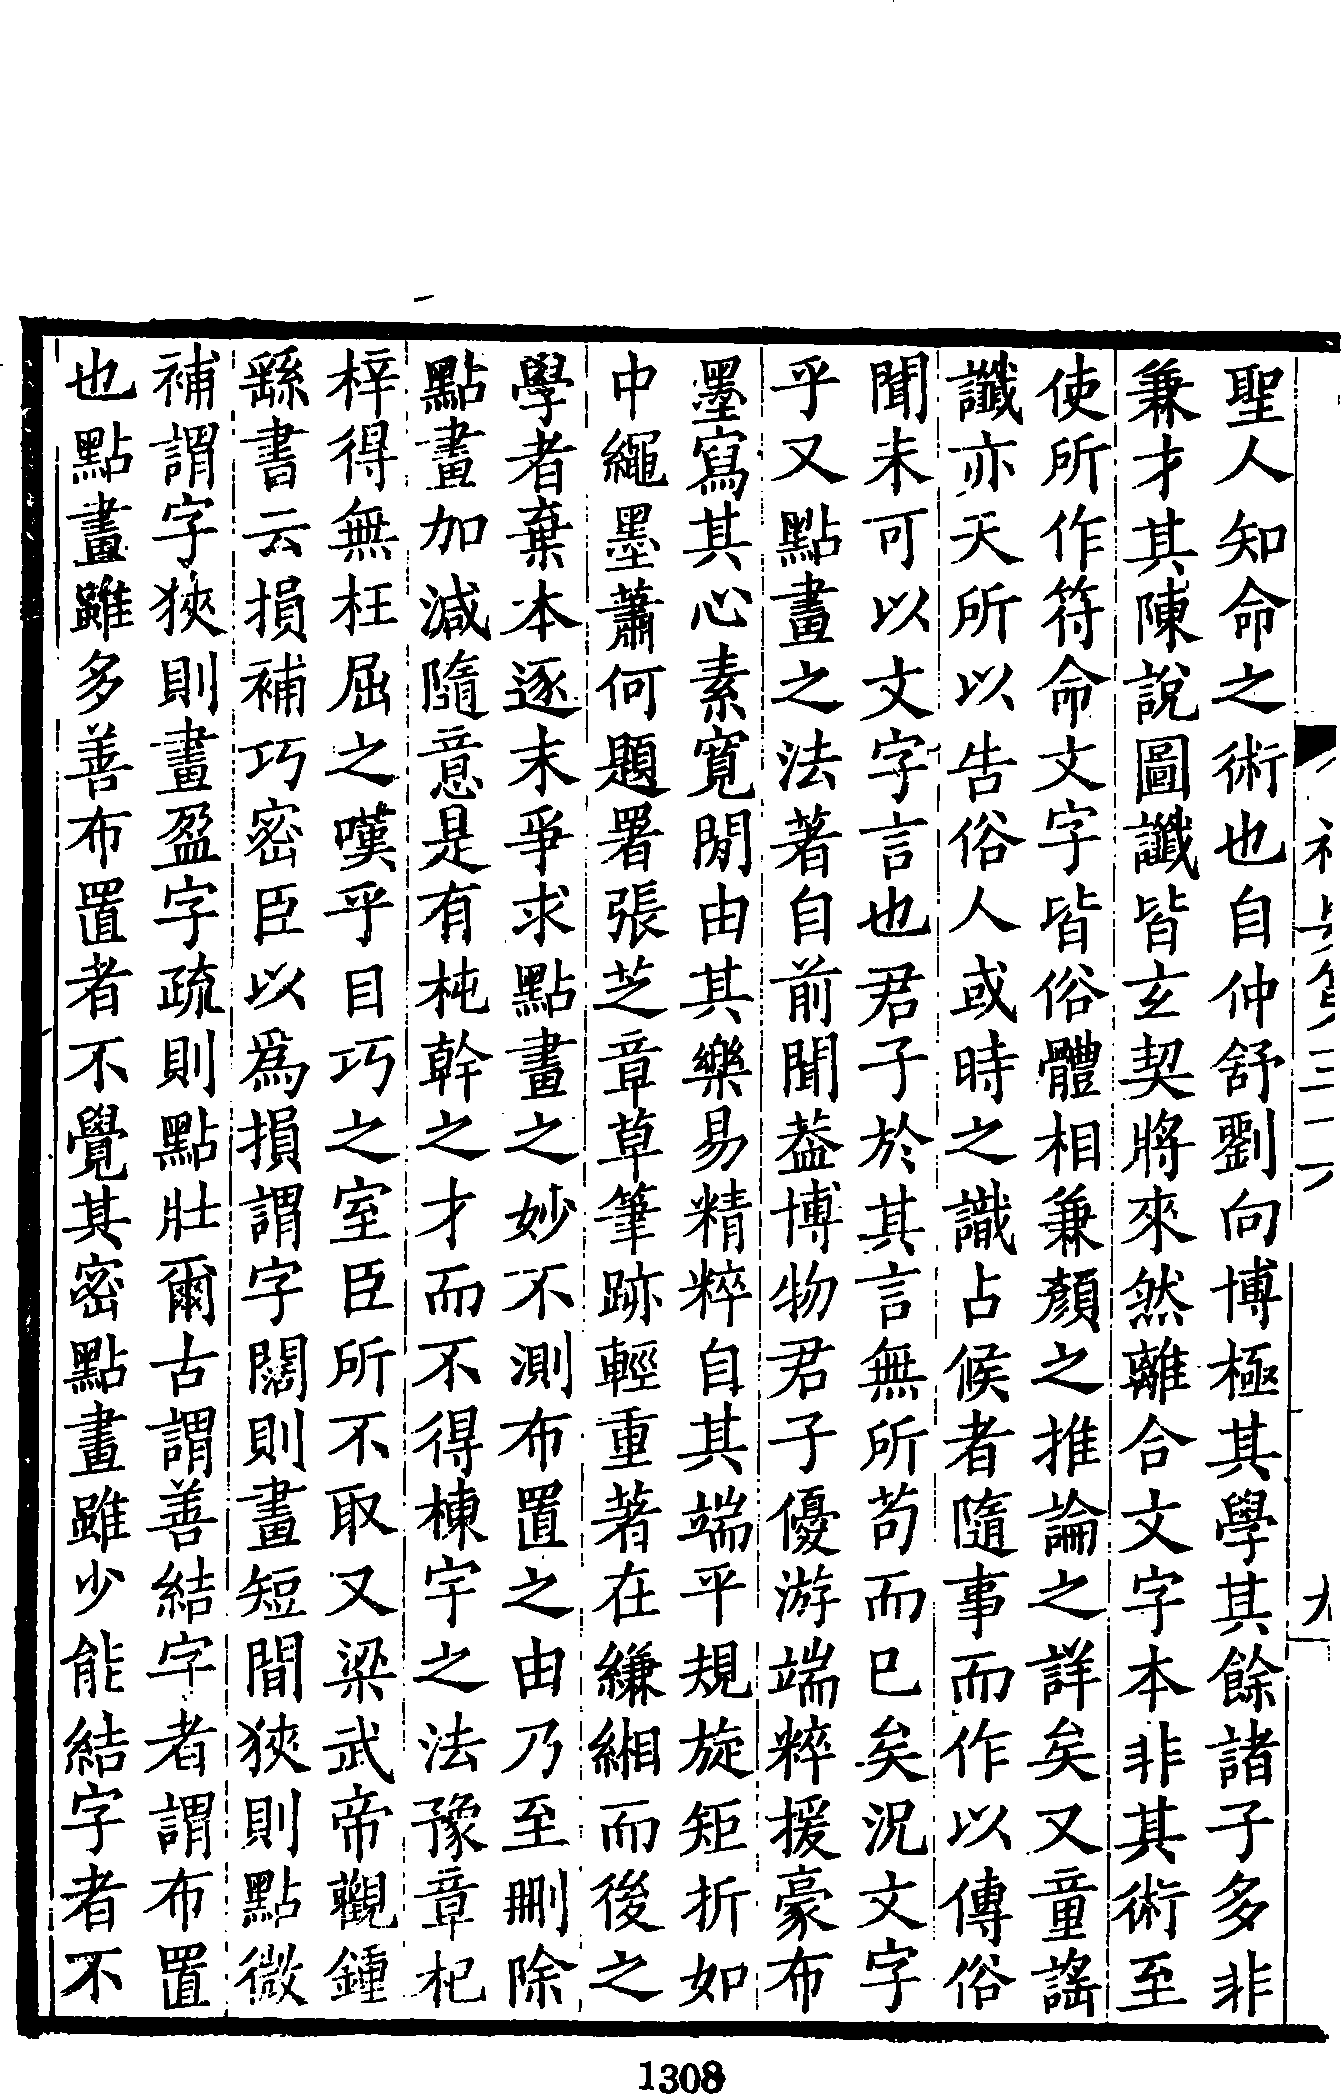 聖人知命之術也自仲舒劉向博極其學其餘諸子多非
兼才其陳說圖讖皆玄契將來然離合文字本非其術至
使所作符命文字皆俗體相兼顏之推論之詳矣又童謠
讖亦天所以告俗人或時之識占候者隨事而作以傳俗
聞未可以文字言也君子於其言無所苟而已矣況文字
乎又點畫之法著自前聞葢博物君子優游端粹援豪布
墨寫其心素寬閒由其樂易精粹自其端平規旋矩折如
中繩墨蕭何題署張芝章草筆跡輕重著在縑緗而後之
學者棄本逐末爭求點畫之妙不測布置之由乃至刪除
點畫加減隨意是有杶幹之才而不得棟宇之法豫章杞
梓得無枉屈之嘆乎目巧之室臣所不取又梁武帝觀鍾
繇書云損補巧密臣以爲損謂字闊則畫短間狹則點微
補謂字狹則畫盈字疏則點壯爾古謂善結字者謂布置
也點畫雖多善布置者不覺其密點畫雖少能結字者不
三
九
1308